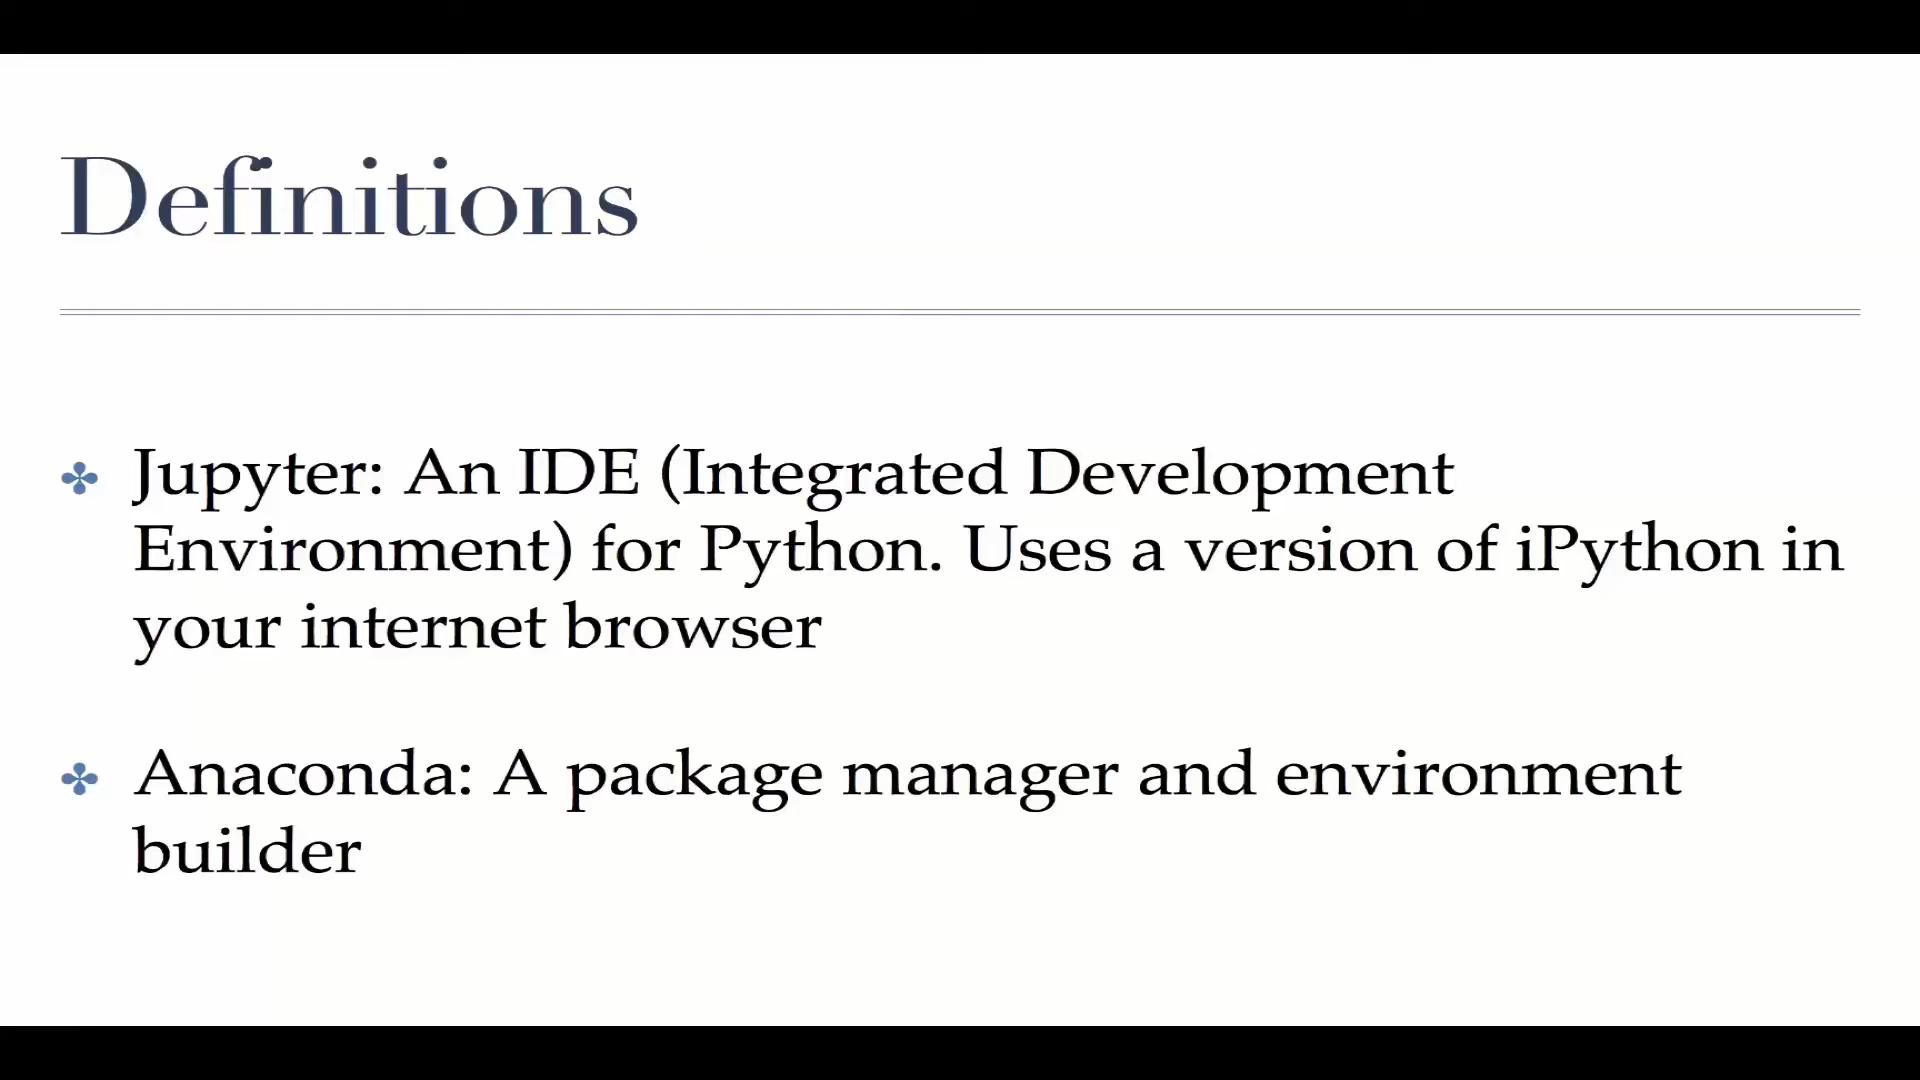 Definitions
Jupyter: An IDE (Integrated Development
Environment) for Python. Uses a version of iPython in
your internet browser
Anaconda: A package manager and environment
builder